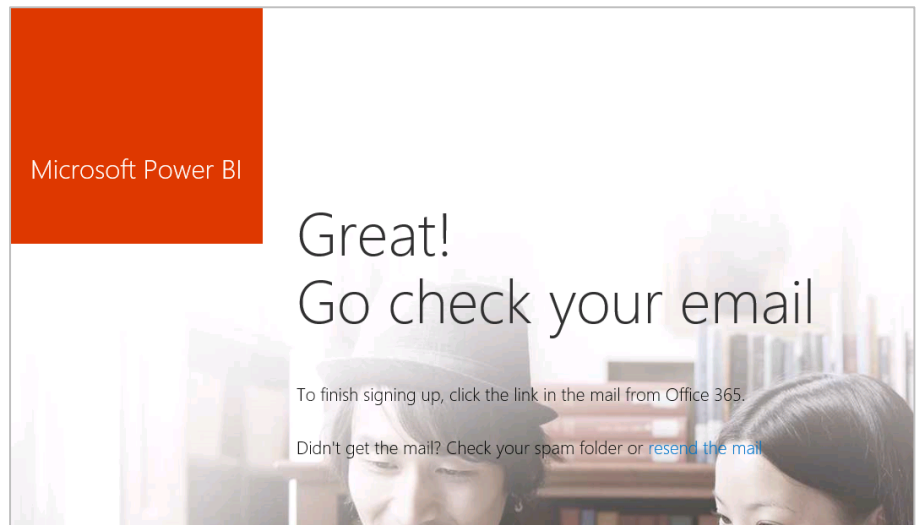 Microsoft Power BI
Great!
Go check your email
To finish signing up, click the link in the mail from Office 365.
Didn't get the mail? Check your spam folder or resend the mail